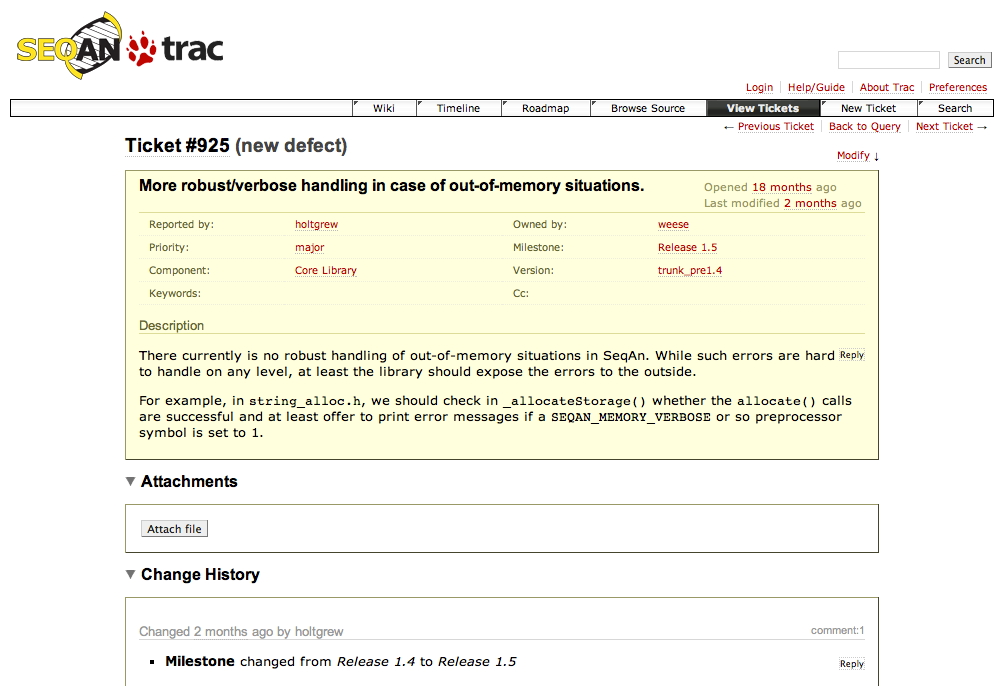 SEQAN trac
Search
Login Help/Guide About Trac Preferences
Wiki Timeline Roadmap Browse Source View Tickets New Ticket Search
← Previous Ticket Back to Query Next Ticket →
Ticket #925 (new defect)
Modify ↓
More robust/verbose handling in case of out-of-memory situations.
Opened 18 months ago
Last modified 2 months ago
Reported by: holtgrew Owned by: weese
Priority: major Milestone: Release 1.5
Component: Core Library Version: trunk_pre1.4
Keywords: Cc:
Description
There currently is no robust handling of out-of-memory situations in SeqAn. While such errors are hard Reply
to handle on any level, at least the library should expose the errors to the outside.
For example, in string_alloc.h, we should check in _allocateStorage() whether the allocate() calls
are successful and at least offer to print error messages if a SEQAN_MEMORY_VERBOSE or so preprocessor
symbol is set to 1.
▼ Attachments
Attach file
▼ Change History
Changed 2 months ago by holtgrew comment:1
▪ Milestone changed from Release 1.4 to Release 1.5 Reply